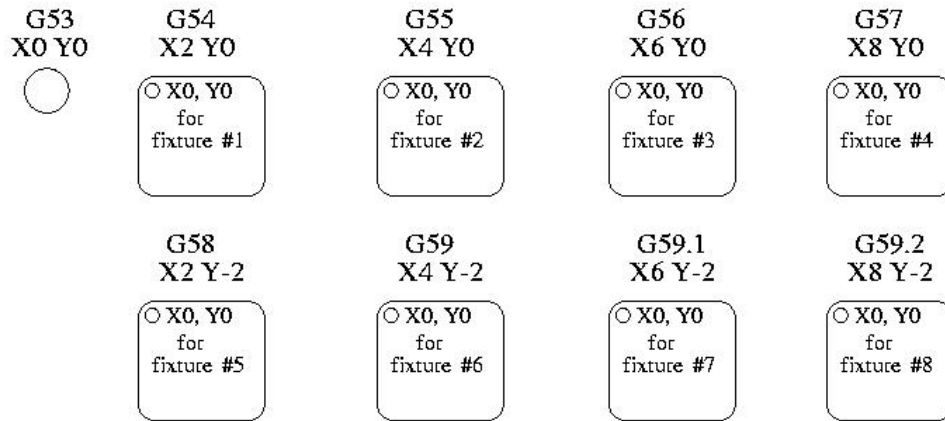 G53
X0 Y0
G54
X2 Y0
X0, Y0
for
fixture #1
G55
X4 Y0
X0, Y0
for
fixture #2
G56
X6 Y0
X0, Y0
for
fixture #3
G57
X8 Y0
X0, Y0
for
fixture #4
G58
X2 Y-2
X0, Y0
for
fixture #5
G59
X4 Y-2
X0, Y0
for
fixture #6
G59.1
X6 Y-2
X0, Y0
for
fixture #7
G59.2
X8 Y-2
X0, Y0
for
fixture #8